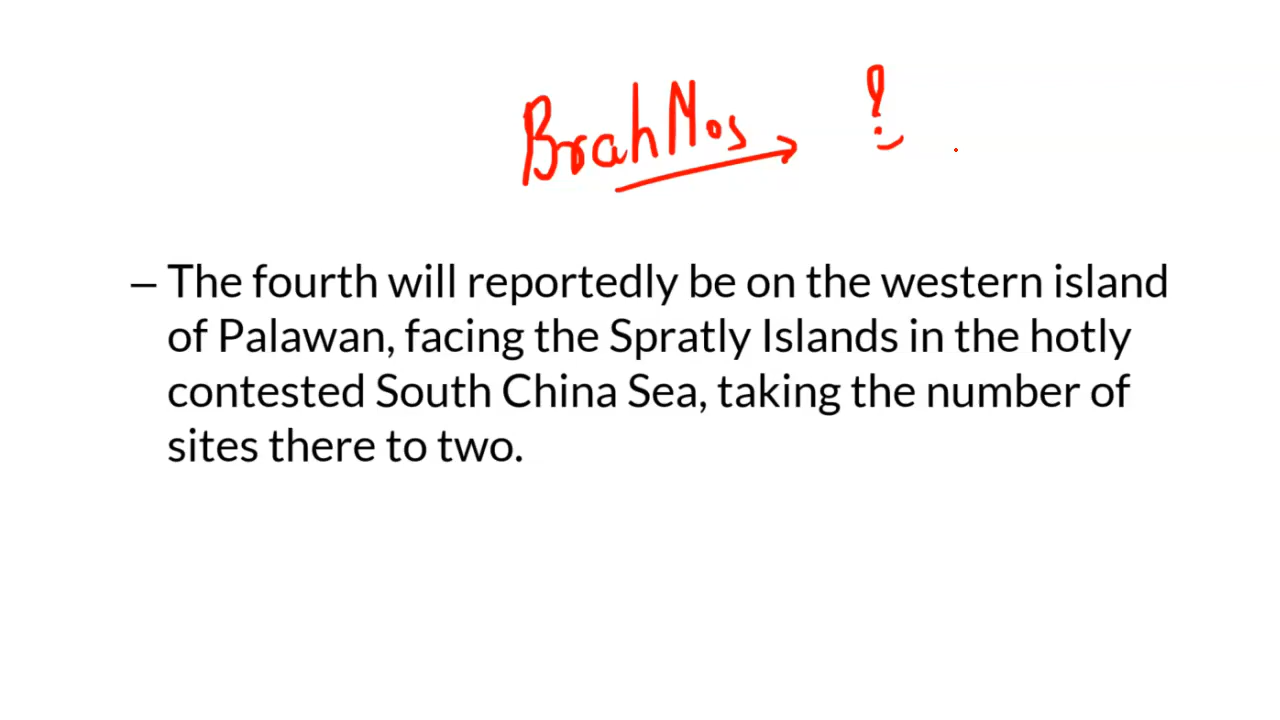 BrahMos → ?
– The fourth will reportedly be on the western island
of Palawan, facing the Spratly Islands in the hotly
contested South China Sea, taking the number of
sites there to two.